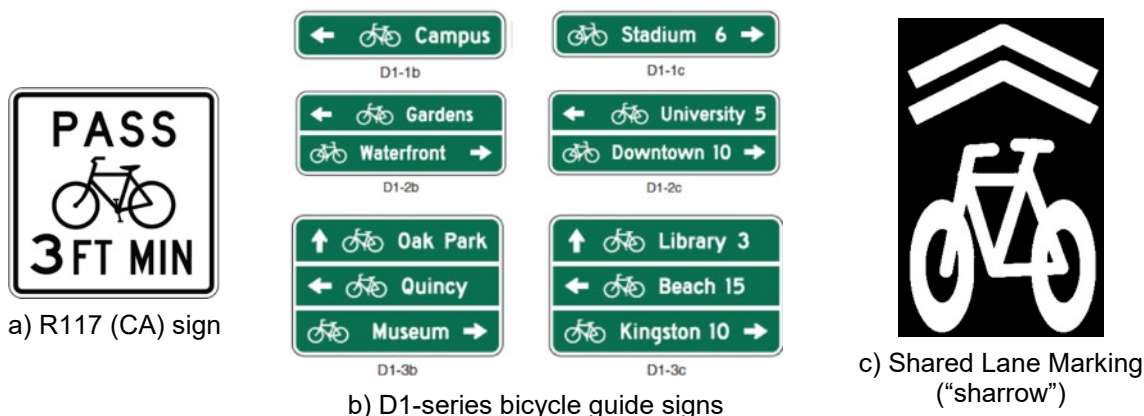 PASS
3 FT MIN
a) R117 (CA) sign
Campus
D1-1b
Stadium 6
D1-1c
Gardens
Waterfront
D1-2b
University 5
Downtown 10
D1-2c
Oak Park
Quincy
Museum
D1-3b
Library 3
Beach 15
Kingston 10
D1-3c
b) D1-series bicycle guide signs
c) Shared Lane Marking
(“sharrow”)